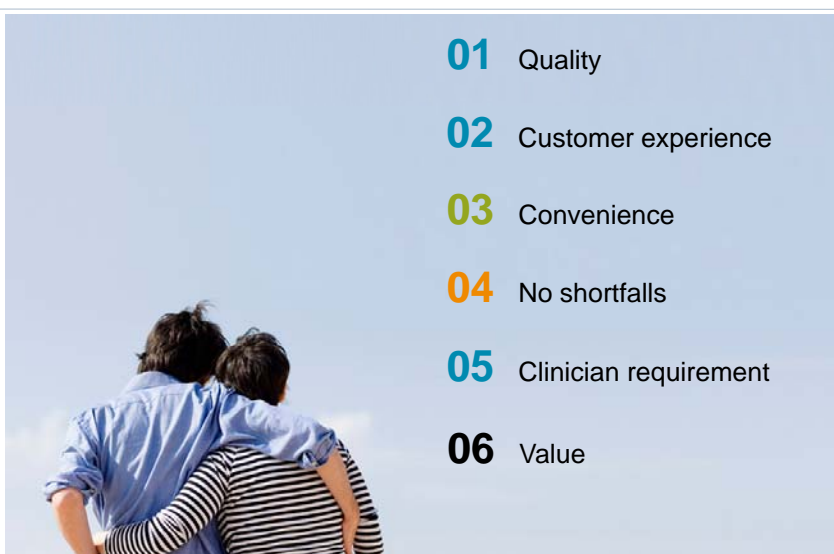 01 Quality
02 Customer experience
03 Convenience
04 No shortfalls
05 Clinician requirement
06 Value